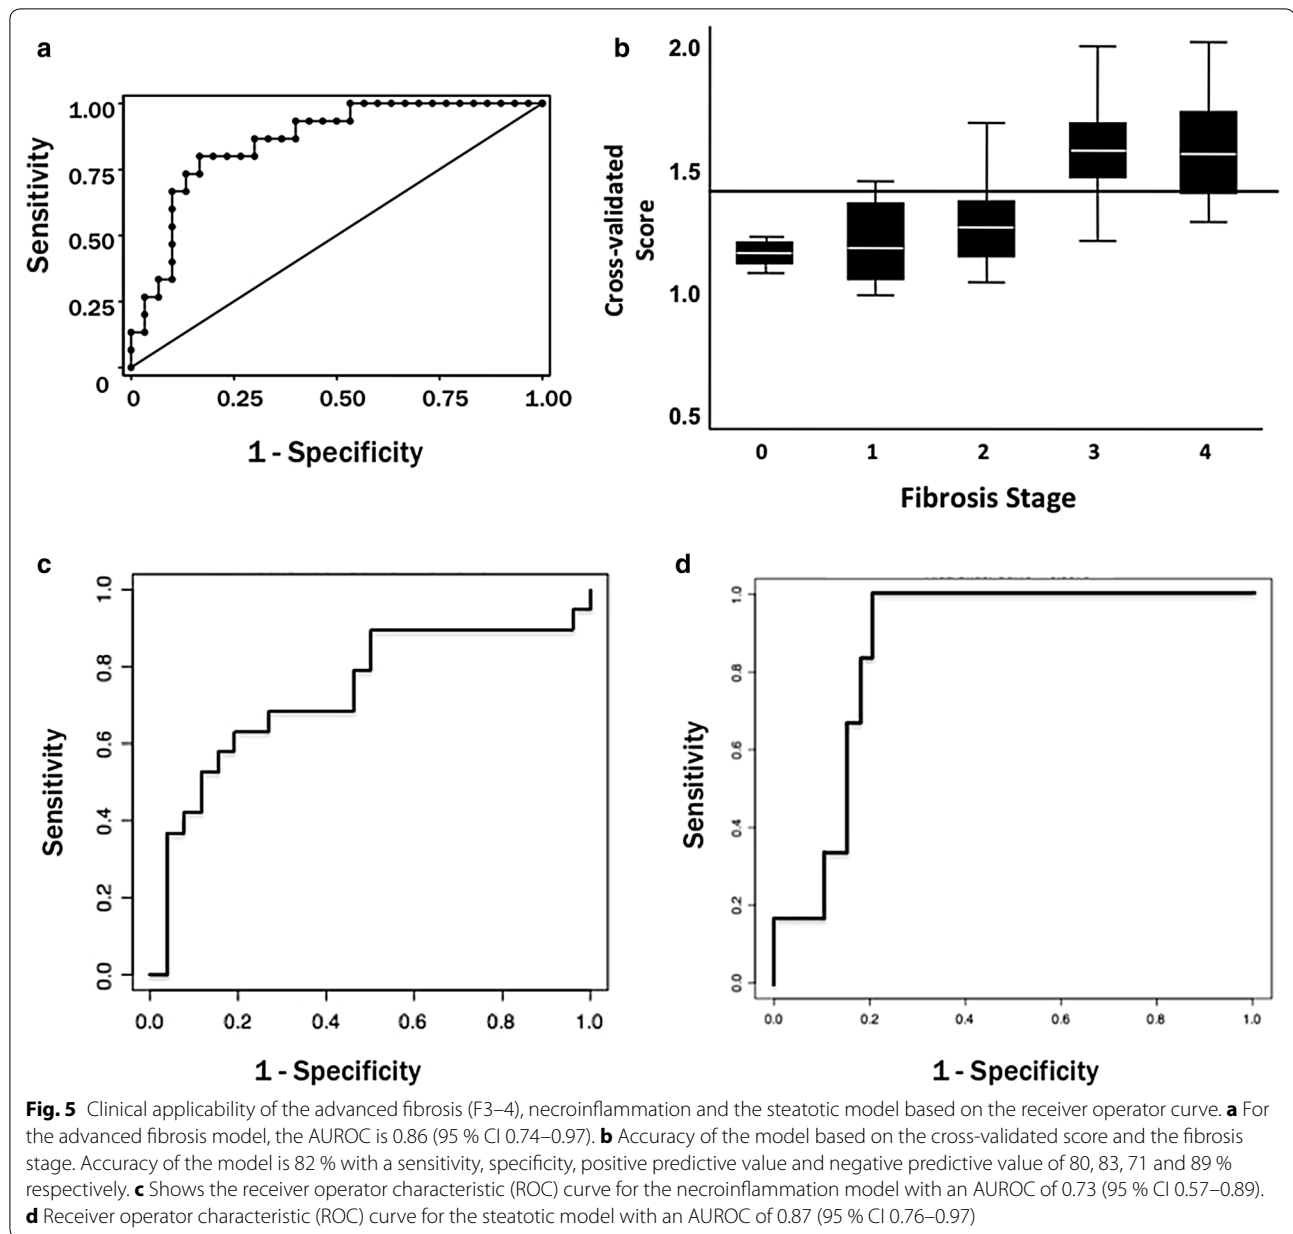 a
1.00
0.75
0.50
0.25
0
0 0.25 0.50 0.75 1.00
Sensitivity
1 - Specificity
b
2.0
1.5
1.0
0.5
0 1 2 3 4
Cross-validated
Score
Fibrosis Stage
c
1.0
0.8
0.6
0.4
0.2
0.0
0.0 0.2 0.4 0.6 0.8 1.0
Sensitivity
1 - Specificity
d
1.0
0.8
0.6
0.4
0.2
0.0
0.0 0.2 0.4 0.6 0.8 1.0
Sensitivity
1 - Specificity
Fig. 5 Clinical applicability of the advanced fibrosis (F3–4), necroinflammation and the steatotic model based on the receiver operator curve. a For
the advanced fibrosis model, the AUROC is 0.86 (95 % CI 0.74–0.97). b Accuracy of the model based on the cross-validated score and the fibrosis
stage. Accuracy of the model is 82 % with a sensitivity, specificity, positive predictive value and negative predictive value of 80, 83, 71 and 89 %
respectively. c Shows the receiver operator characteristic (ROC) curve for the necroinflammation model with an AUROC of 0.73 (95 % CI 0.57–0.89).
d Receiver operator characteristic (ROC) curve for the steatotic model with an AUROC of 0.87 (95 % CI 0.76–0.97)